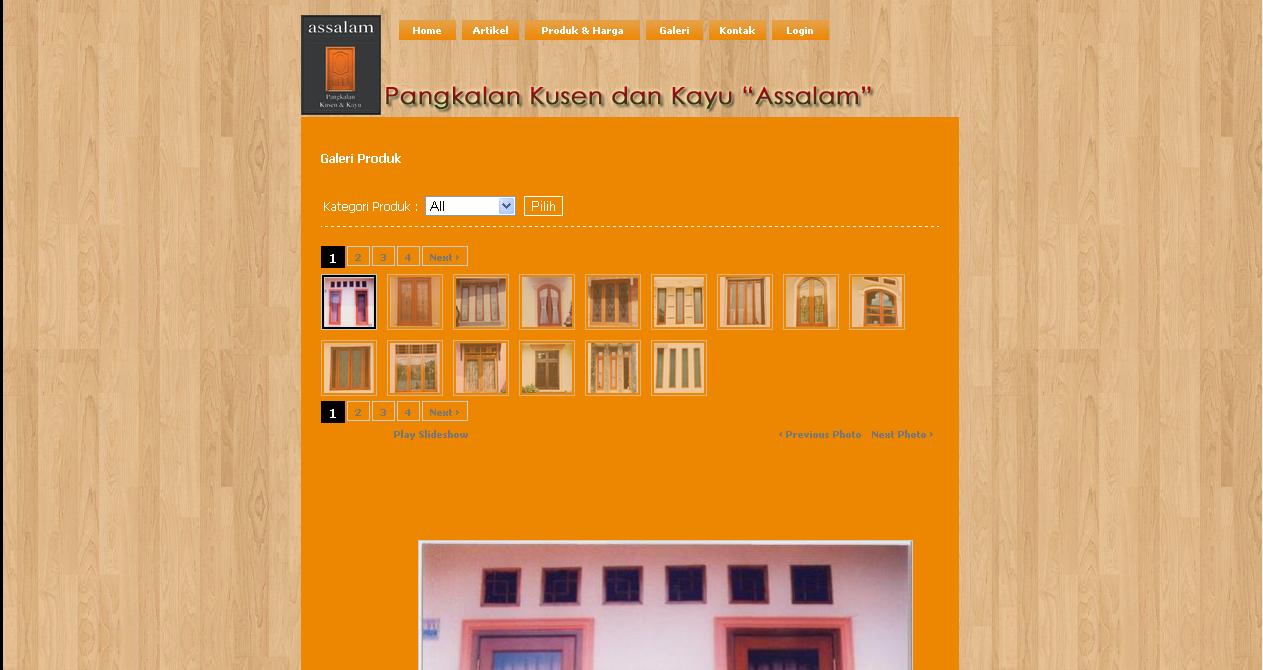 assalam
Pangkalan
Kusen & Kayu
Home Artikel Produk & Harga Galeri Kontak Login
Pangkalan Kusen dan Kayu “Assalam”
Galeri Produk
Kategori Produk : All Pilih
1 2 3 4 Next ›
1 2 3 4 Next ›
Play Slideshow ‹ Previous Photo Next Photo ›